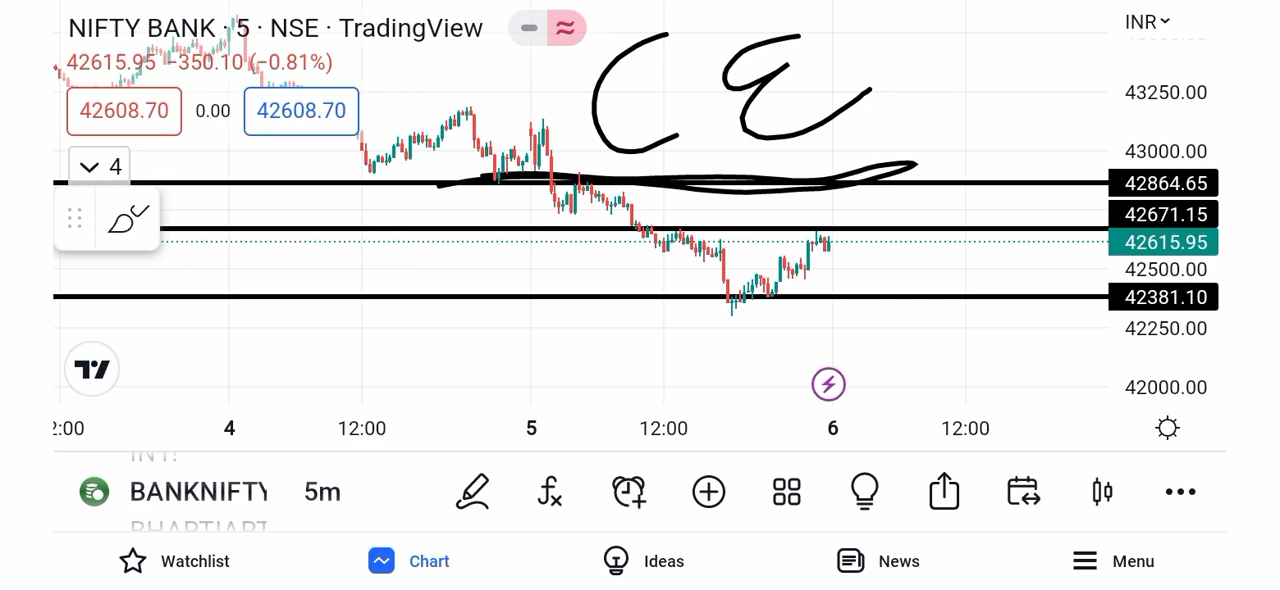 NIFTY BANK · 5 · NSE · TradingView
INR
CE
42615.95 −350.10 (−0.81%)
42608.70 0.00 42608.70
4
43250.00
43000.00
42864.65
42671.15
42615.95
42500.00
42381.10
42250.00
42000.00
2:00 4 12:00 5 12:00 6 12:00
BANKNIFTY 5m
Watchlist Chart Ideas News Menu